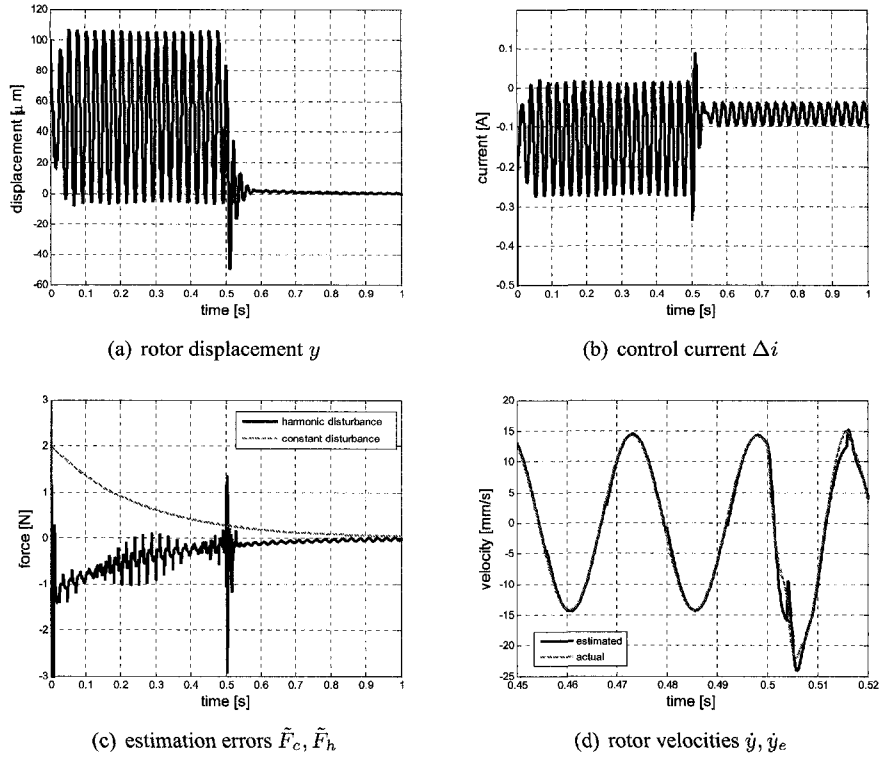 120
100
80
60
40
20
0
-20
-40
-60
displacement [μ m]
0 0.1 0.2 0.3 0.4 0.5 0.6 0.7 0.8 0.9 1
time [s]
(a) rotor displacement y
0.1
0
-0.1
-0.2
-0.3
-0.4
-0.5
current [A]
0 0.1 0.2 0.3 0.4 0.5 0.6 0.7 0.8 0.9 1
time [s]
(b) control current Δi
3
2
1
0
-1
-2
-3
force [N]
harmonic disturbance
constant disturbance
0 0.1 0.2 0.3 0.4 0.5 0.6 0.7 0.8 0.9 1
time [s]
(c) estimation errors F̃c, F̃h
20
15
10
5
0
-5
-10
-15
-20
-25
velocity [mm/s]
estimated
actual
0.45 0.46 0.47 0.48 0.49 0.5 0.51 0.52
time [s]
(d) rotor velocities ẏ, ẏe